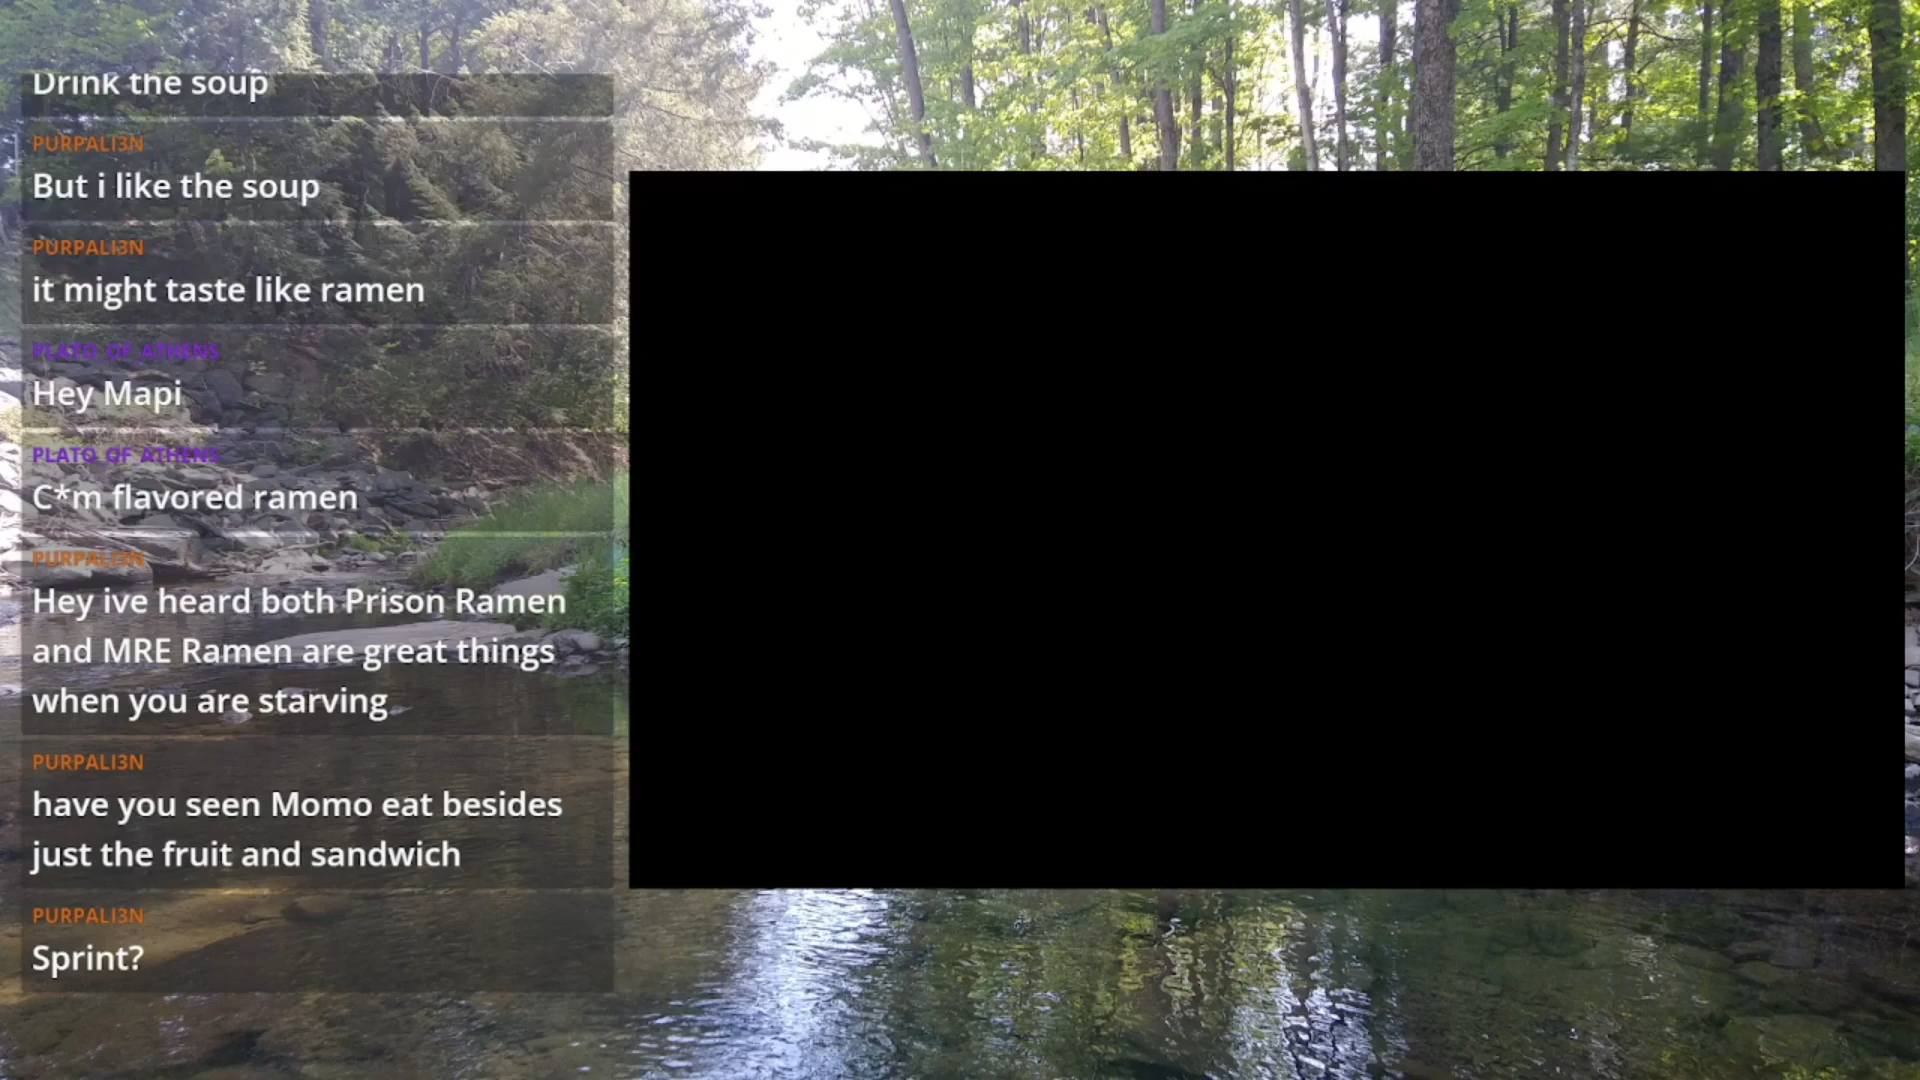 Drink the soup
PURPALI3N
But i like the soup
PURPALI3N
it might taste like ramen
PLATO OF ATHENS
Hey Mapi
PLATO OF ATHENS
C*m flavored ramen
PURPALI3N
Hey ive heard both Prison Ramen
and MRE Ramen are great things
when you are starving
PURPALI3N
have you seen Momo eat besides
just the fruit and sandwich
PURPALI3N
Sprint?